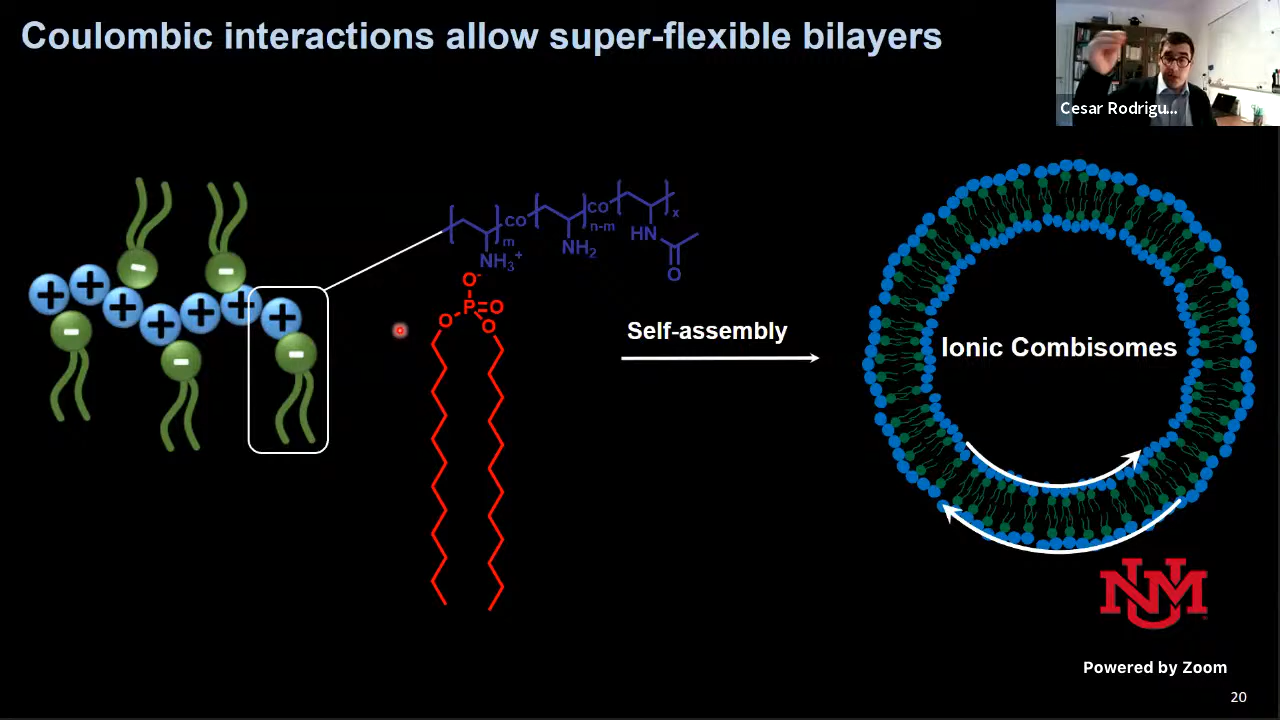 Coulombic interactions allow super-flexible bilayers
Cesar Rodrigu...
co
co
m
n-m
x
NH3+
NH2
HN
O
O-
P
O
O
O
Self-assembly
Ionic Combisomes
UNM
Powered by Zoom
20